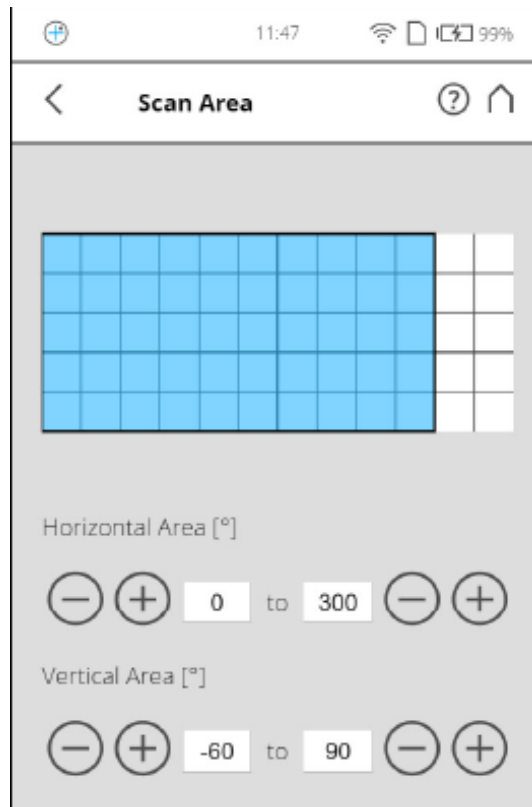 11:47 99%
Scan Area
?
Horizontal Area [°]
0 to 300
Vertical Area [°]
-60 to 90